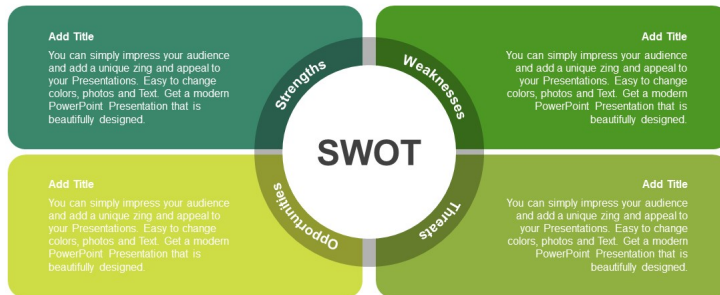 Add Title
You can simply impress your audience
and add a unique zing and appeal to
your Presentations. Easy to change
colors, photos and Text. Get a modern
PowerPoint Presentation that is
beautifully designed.
Strengths
Weaknesses
Add Title
You can simply impress your audience
and add a unique zing and appeal to
your Presentations. Easy to change
colors, photos and Text. Get a modern
PowerPoint Presentation that is
beautifully designed.
SWOT
Add Title
You can simply impress your audience
and add a unique zing and appeal to
your Presentations. Easy to change
colors, photos and Text. Get a modern
PowerPoint Presentation that is
beautifully designed.
Opportunities
Threats
Add Title
You can simply impress your audience
and add a unique zing and appeal to
your Presentations. Easy to change
colors, photos and Text. Get a modern
PowerPoint Presentation that is
beautifully designed.